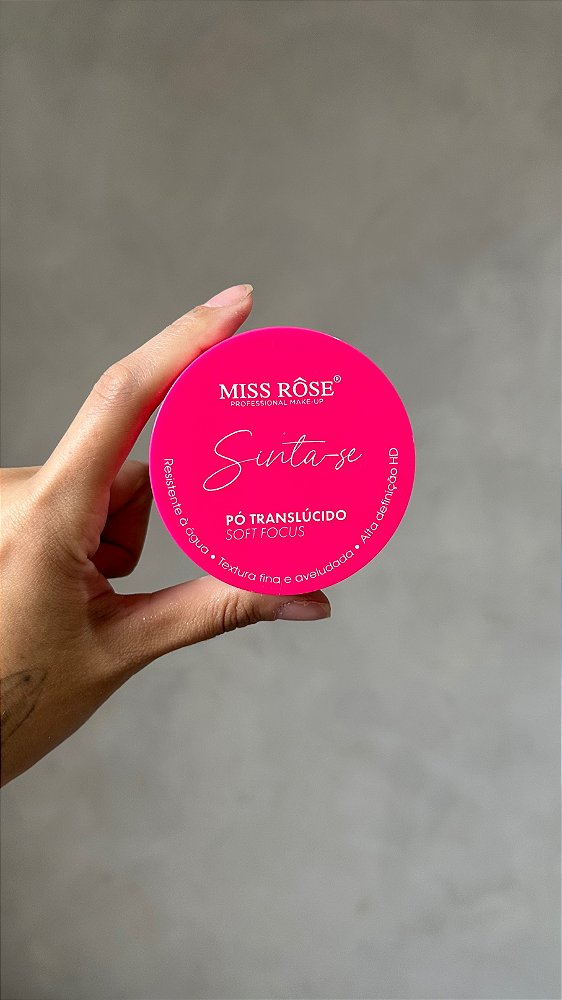 MISS RÔSE®
PROFESSIONAL MAKE-UP
Sinta-se
PÓ TRANSLÚCIDO
SOFT FOCUS
Resistente à água • Textura fina e aveludada • Alta definição HD